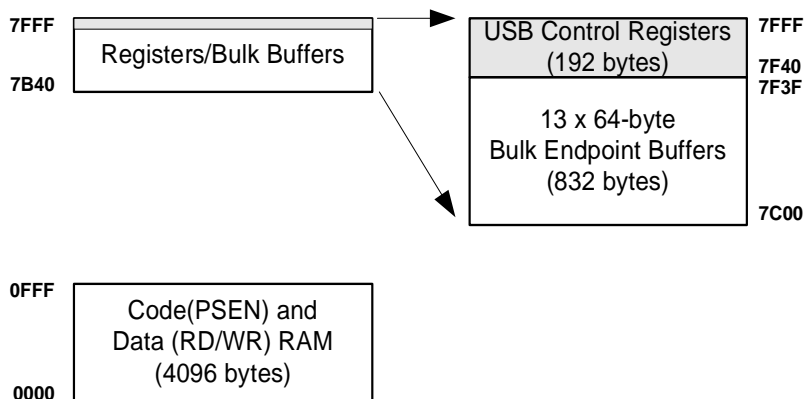 7FFF
Registers/Bulk Buffers
7B40
USB Control Registers
(192 bytes)
7FFF
7F40
7F3F
13 x 64-byte
Bulk Endpoint Buffers
(832 bytes)
7C00
0FFF
Code(PSEN) and
Data (RD/WR) RAM
(4096 bytes)
0000